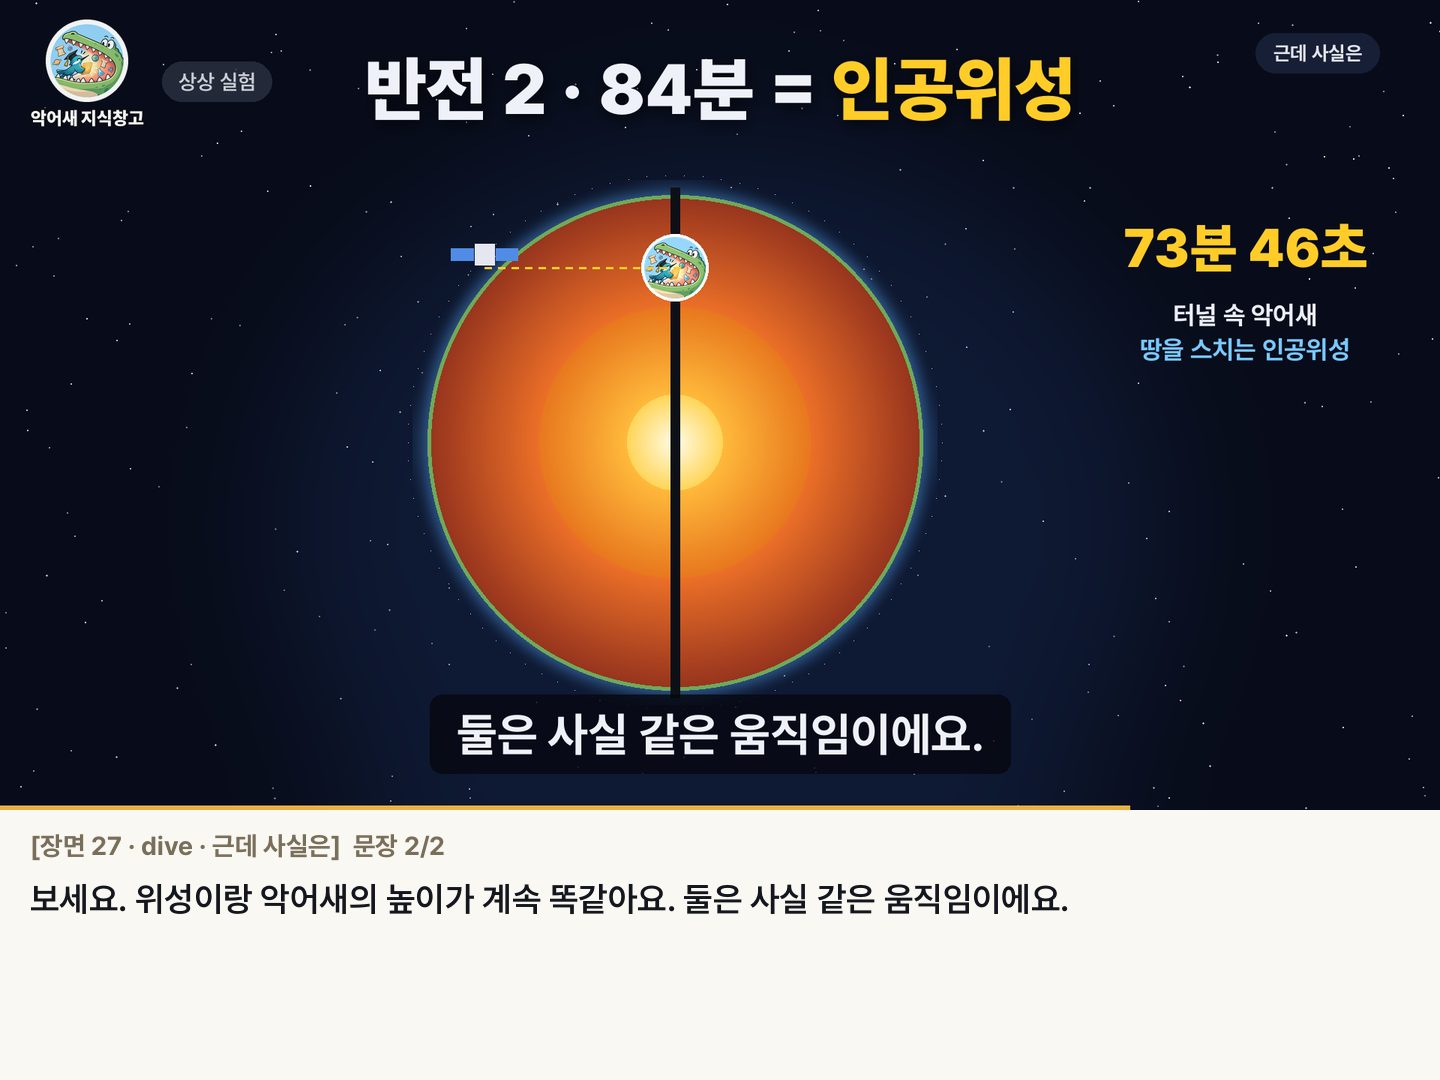 악어새 지식창고
상상 실험
반전 2 · 84분 = 인공위성
근데 사실은
73분 46초
터널 속 악어새
땅을 스치는 인공위성
둘은 사실 같은 움직임이에요.
[장면 27 · dive · 근데 사실은] 문장 2/2
보세요. 위성이랑 악어새의 높이가 계속 똑같아요. 둘은 사실 같은 움직임이에요.